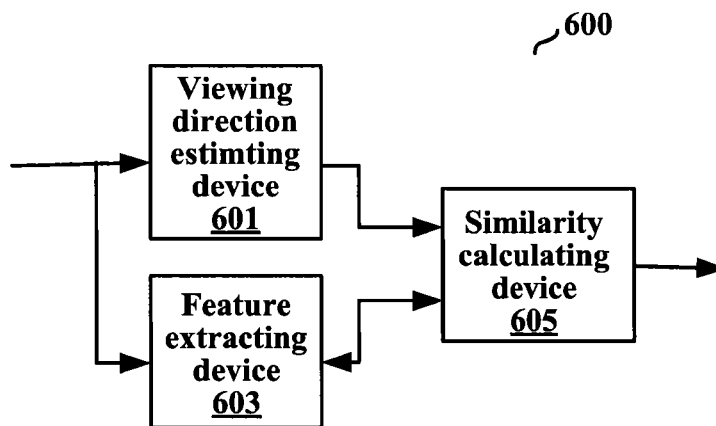 600
Viewing
direction
estimting
device
601
Similarity
calculating
device
605
Feature
extracting
device
603